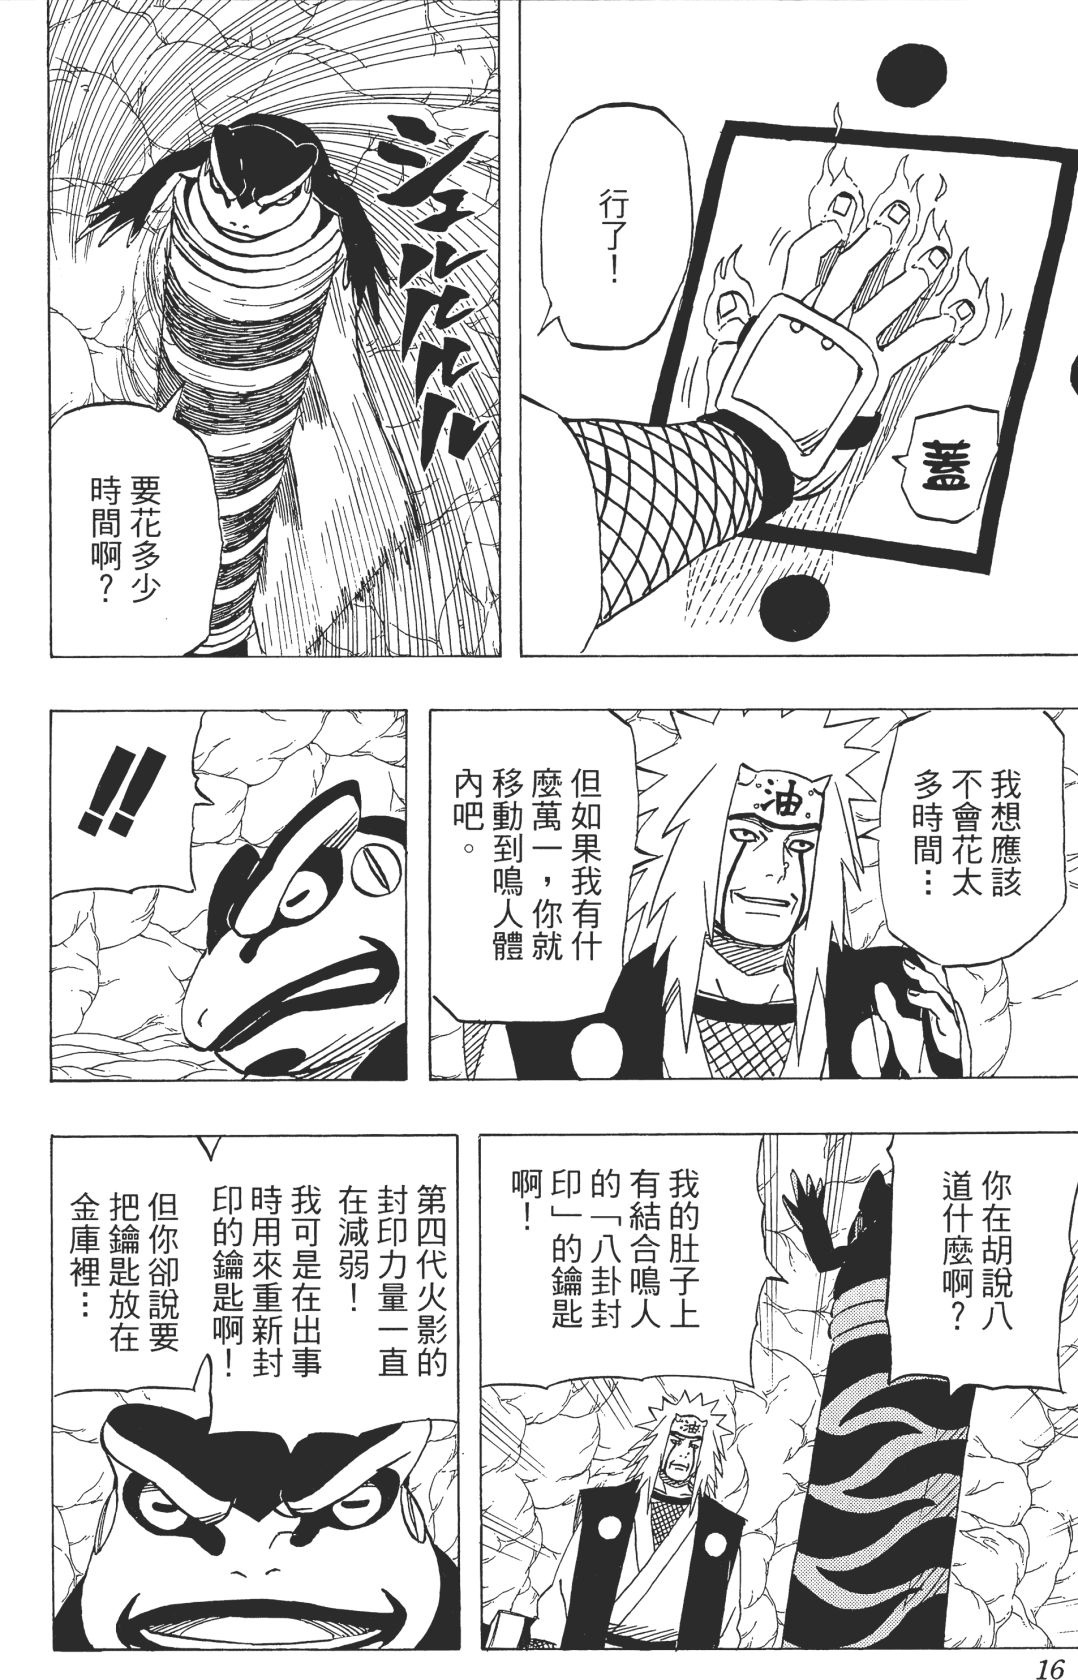 行了！
蓋
シュルルルル
要花多少
時間啊？
我想應該
不會花太
多時間…
油
但如果我有什
麼萬一，你就
移動到鳴人體
內吧。
!!
你在胡說八
道什麼啊？
我的肚子上
有結合鳴人
的「八卦封
印」的鑰匙
啊！
油
第四代火影的
封印力量一直
在減弱！
我可是在出事
時用來重新封
印的鑰匙啊！
但你卻說要
把鑰匙放在
金庫裡…
16